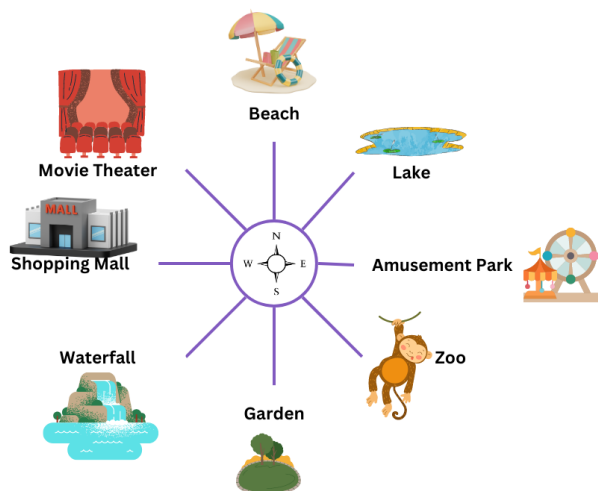 Beach
Movie Theater
Lake
MALL
Shopping Mall
N
W
E
S
Amusement Park
Waterfall
Zoo
Garden